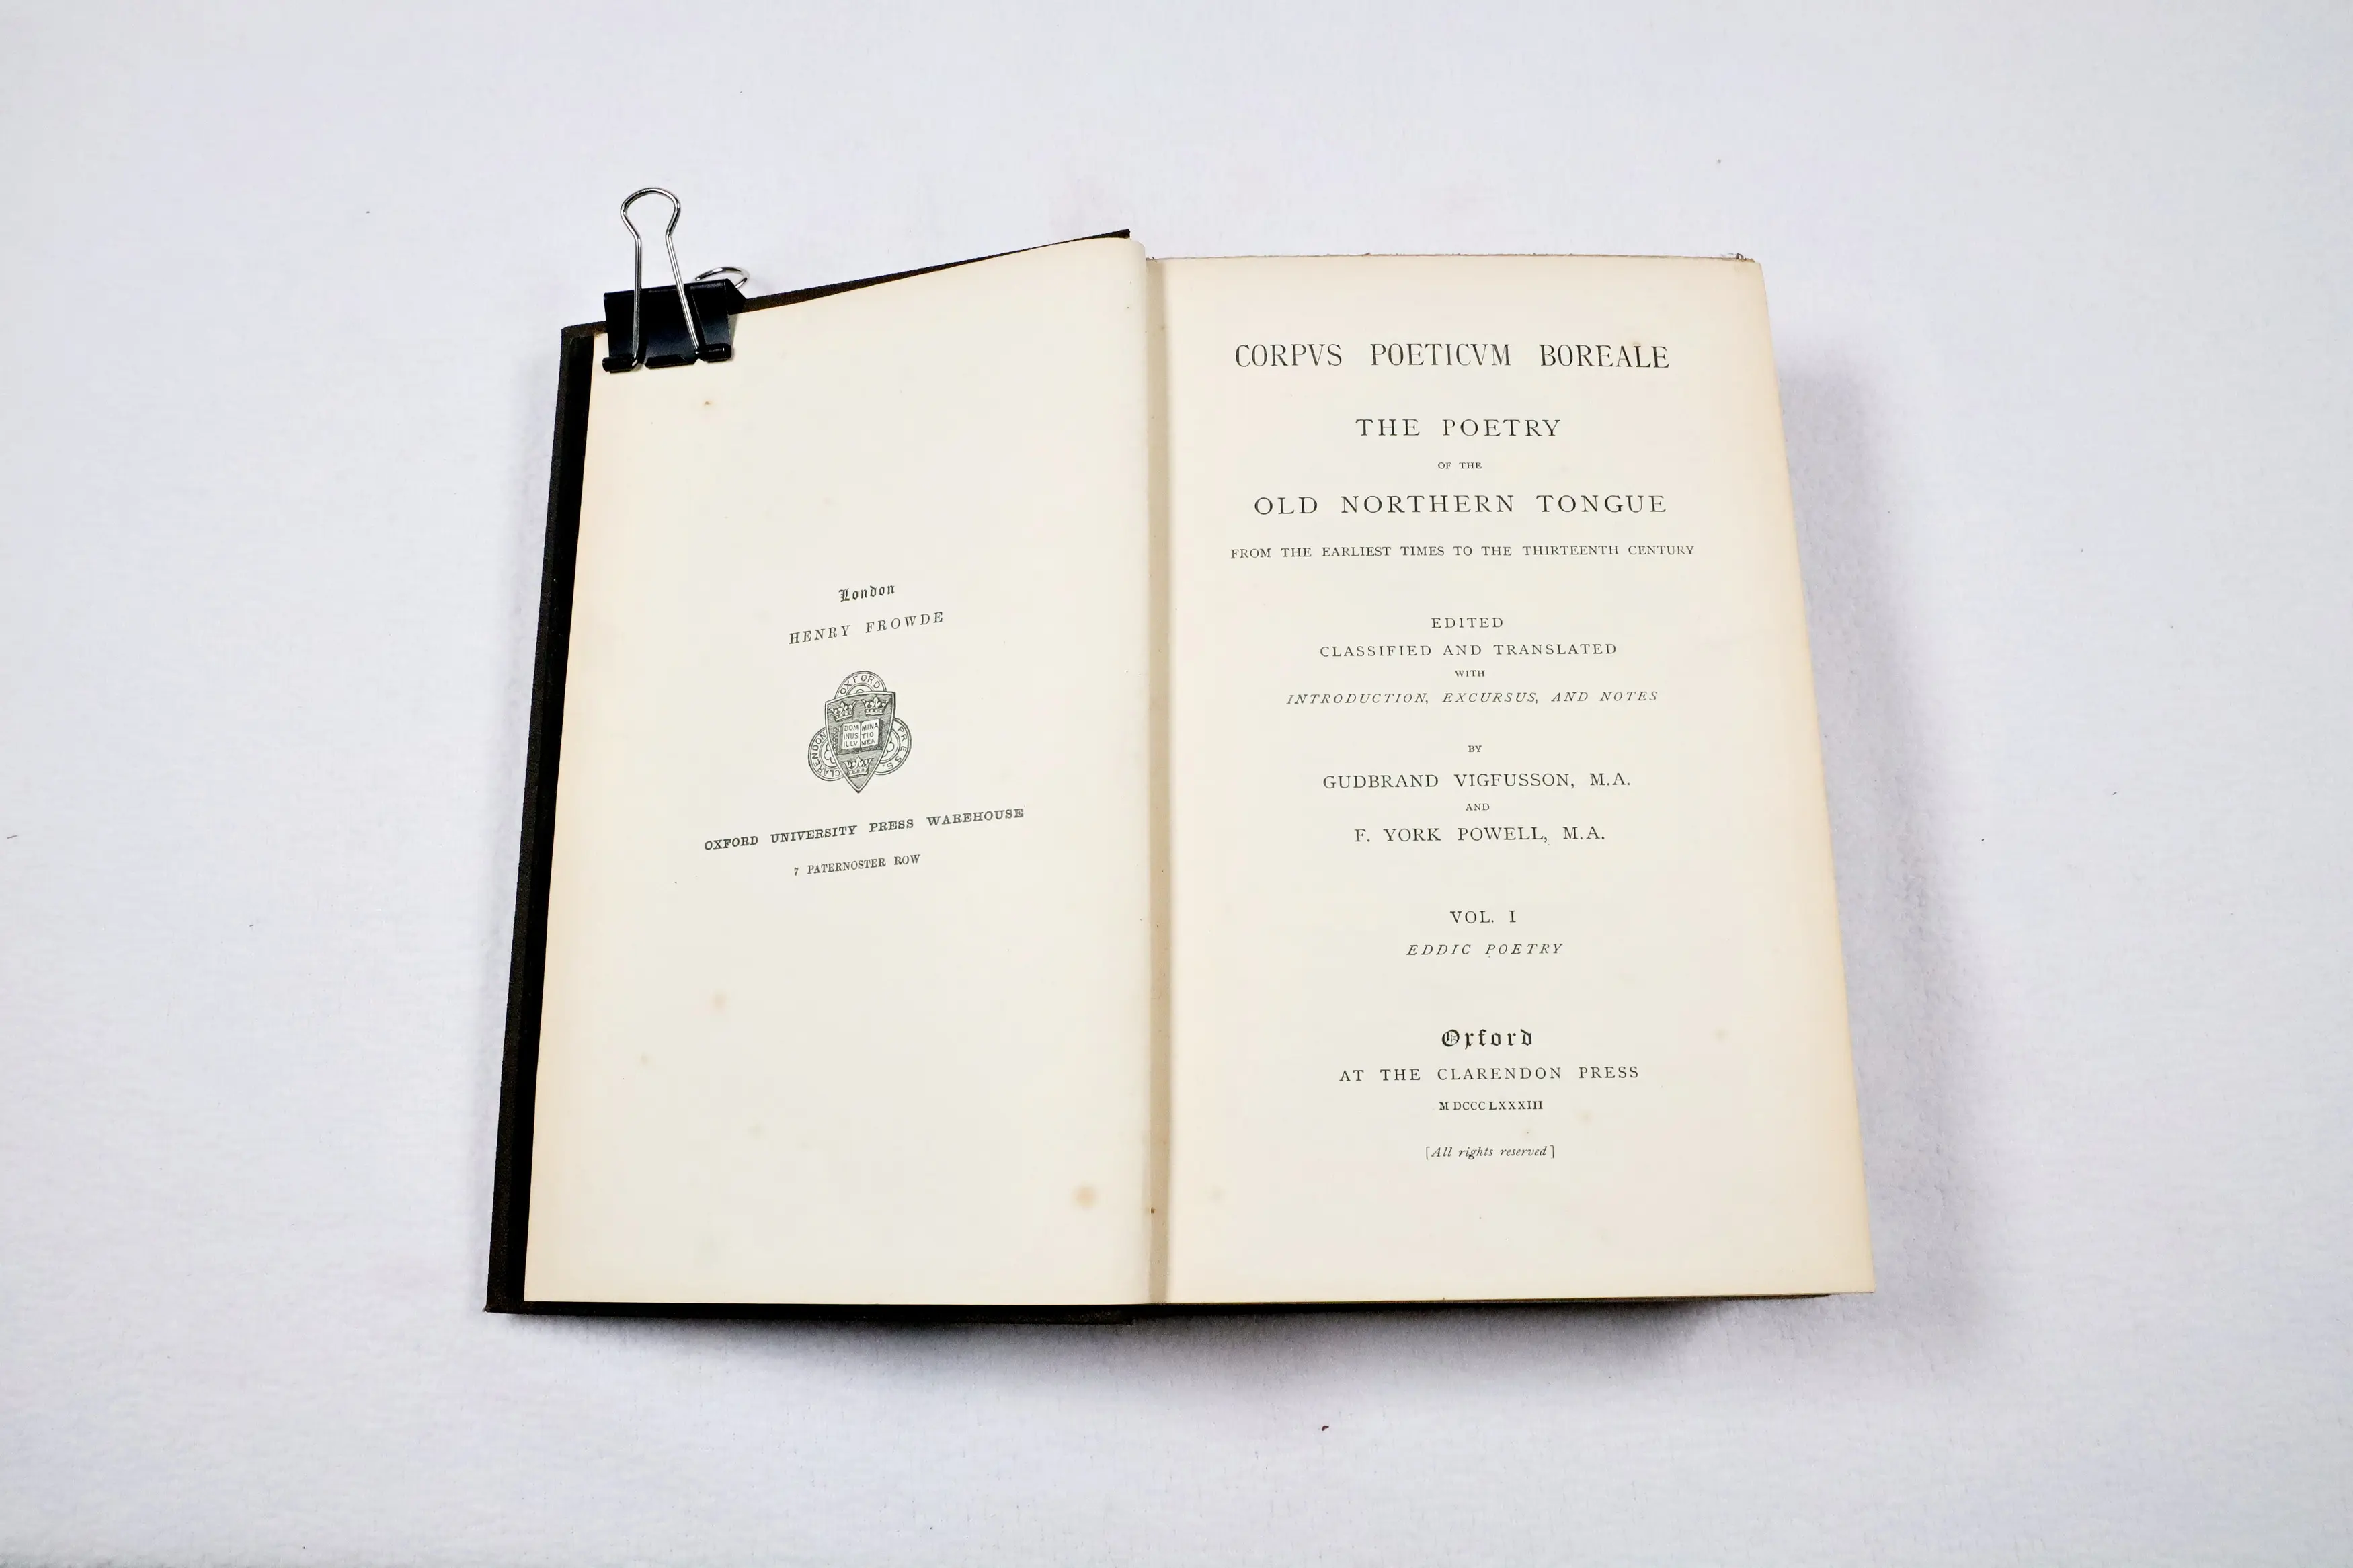 London
HENRY FROWDE
OXFORD
CLARENDON
PRESS
DOM MINA
INUS TIO
ILLV MEA
OXFORD UNIVERSITY PRESS WAREHOUSE
7 PATERNOSTER ROW
CORPVS POETICVM BOREALE
THE POETRY
OF THE
OLD NORTHERN TONGUE
FROM THE EARLIEST TIMES TO THE THIRTEENTH CENTURY
EDITED
CLASSIFIED AND TRANSLATED
WITH
INTRODUCTION, EXCURSUS, AND NOTES
BY
GUDBRAND VIGFUSSON, M.A.
AND
F. YORK POWELL, M.A.
VOL. I
EDDIC POETRY
Oxford
AT THE CLARENDON PRESS
M DCCC LXXXIII
[All rights reserved]